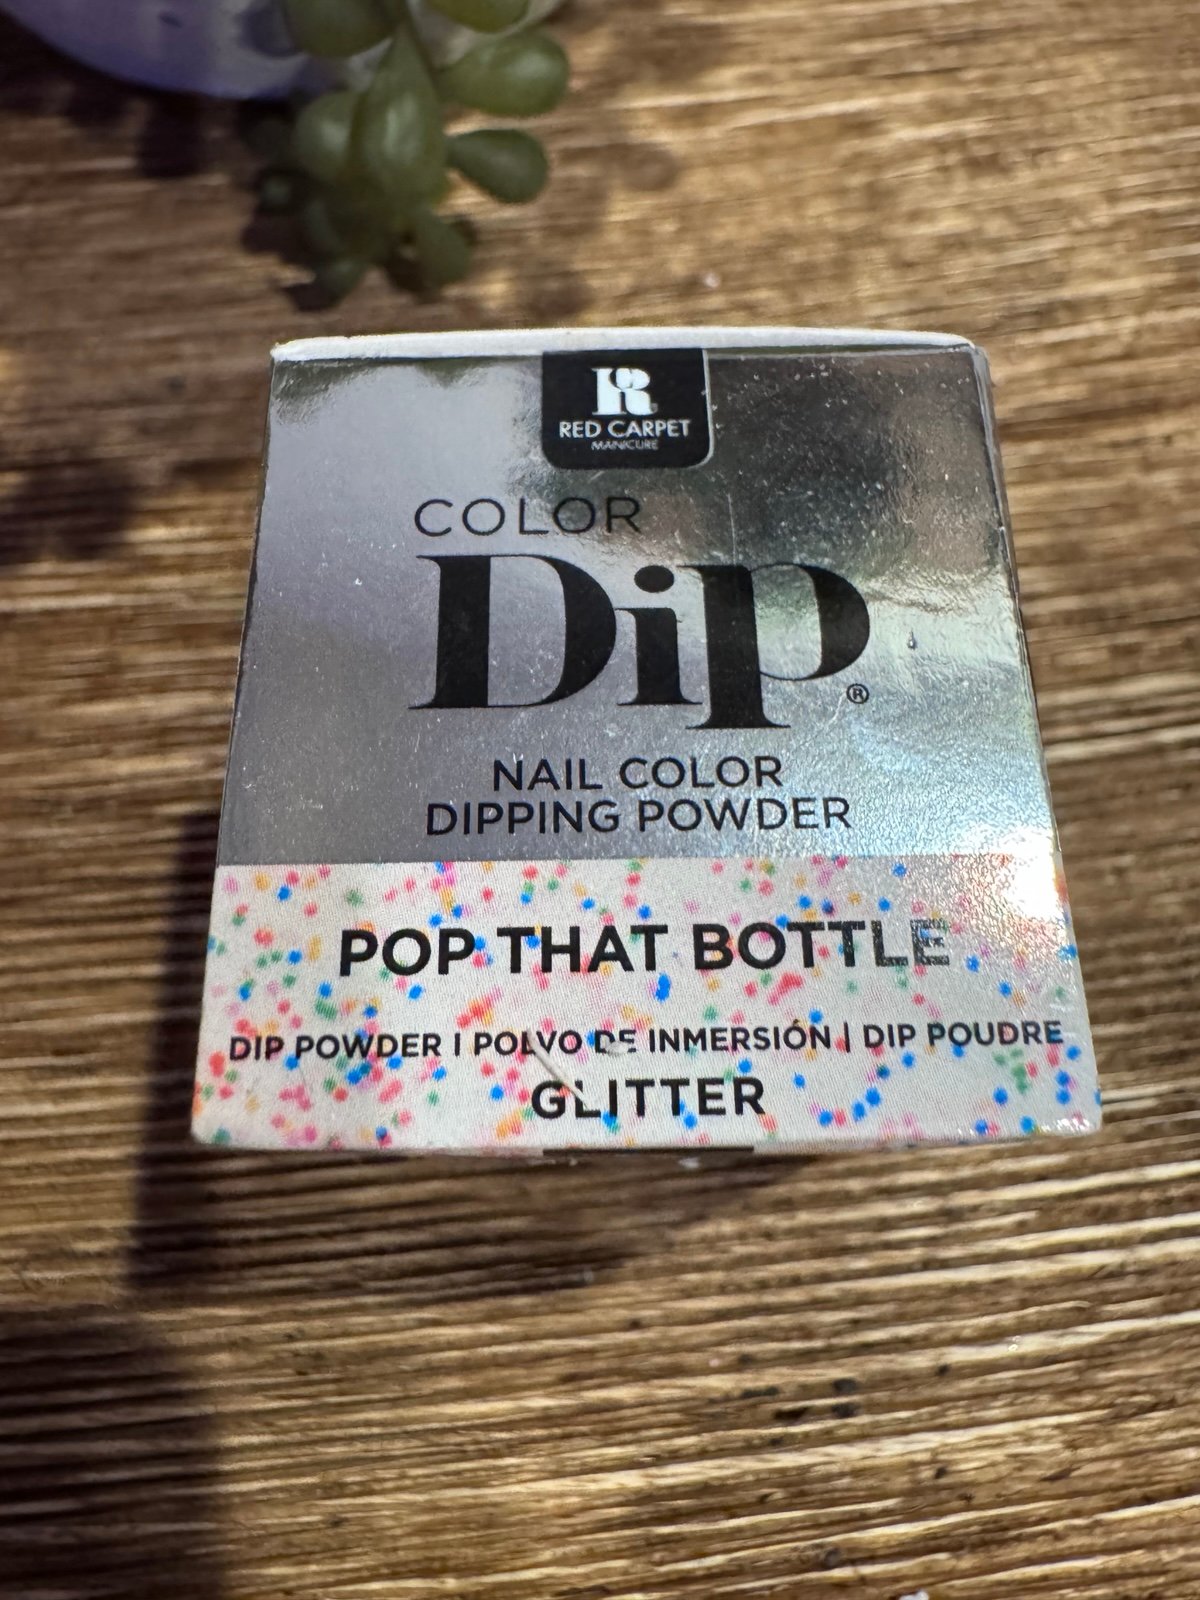 RED CARPET
MANICURE
COLOR
Dip®
NAIL COLOR
DIPPING POWDER
POP THAT BOTTLE
DIP POWDER | POLVO DE INMERSIÓN | DIP POUDRE
GLITTER